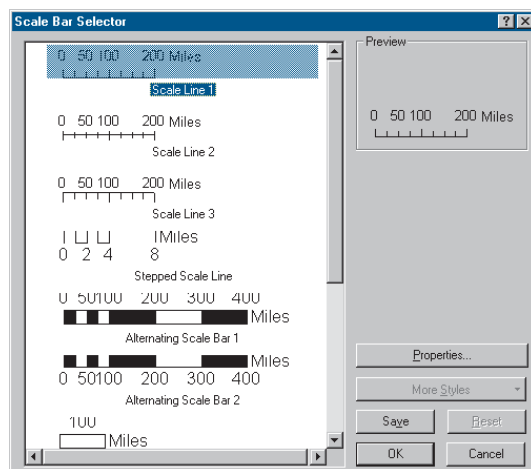 Scale Bar Selector
0 50 100 200 Miles
Scale Line 1
0 50 100 200 Miles
Scale Line 2
0 50 100 200 Miles
Scale Line 3
Miles
0 2 4 8
Stepped Scale Line
0 50100 200 300 400
Miles
Alternating Scale Bar 1
Miles
0 50100 200 300 400
Alternating Scale Bar 2
100
Miles
Preview
0 50 100 200 Miles
Properties...
More Styles
Save Reset
OK Cancel